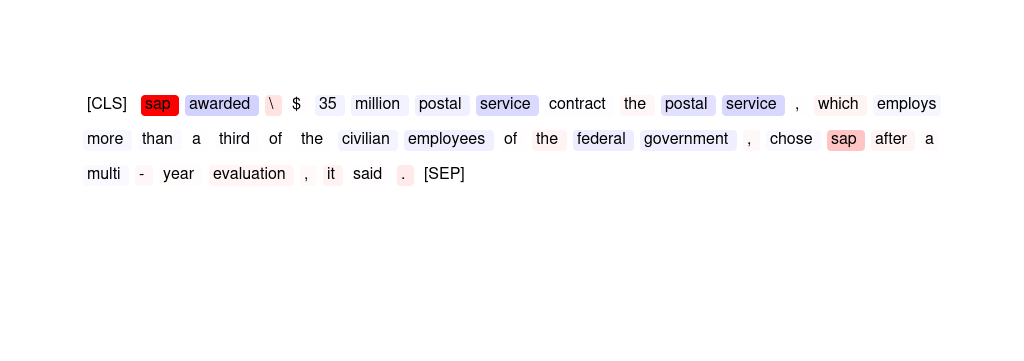 [CLS] sap awarded \ $ 35 million postal service contract the postal service , which employs
more than a third of the civilian employees of the federal government , chose sap after a
multi - year evaluation , it said . [SEP]